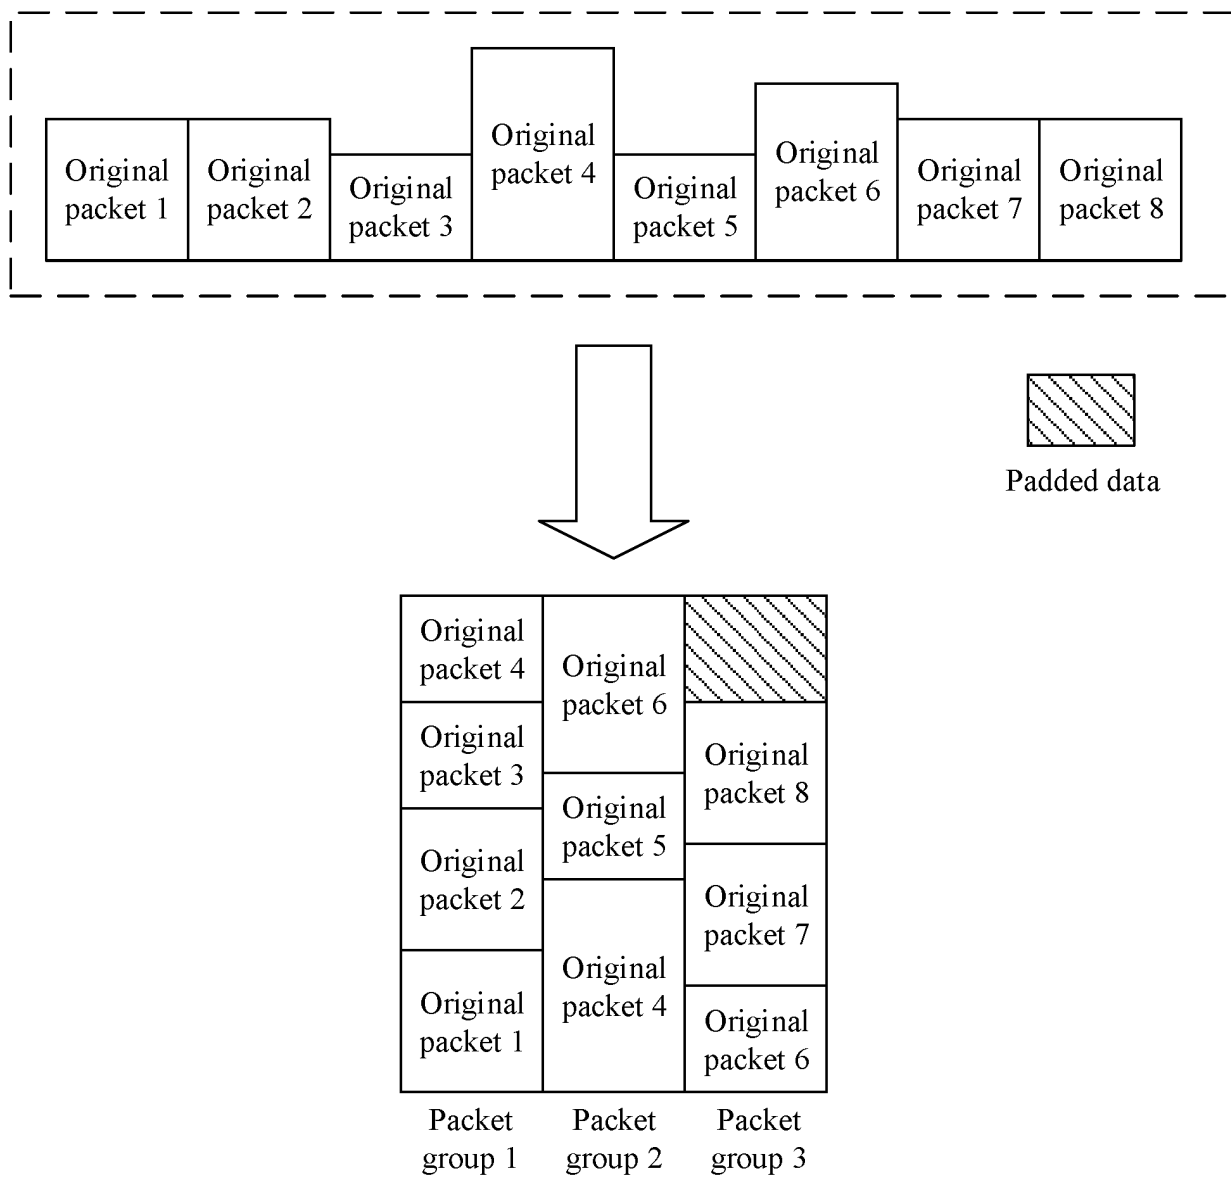 Original
packet 1
Original
packet 2
Original
packet 3
Original
packet 4
Original
packet 5
Original
packet 6
Original
packet 7
Original
packet 8
Padded data
Original
packet 4
Original
packet 3
Original
packet 2
Original
packet 1
Original
packet 6
Original
packet 5
Original
packet 4
Original
packet 8
Original
packet 7
Original
packet 6
Packet
group 1
Packet
group 2
Packet
group 3